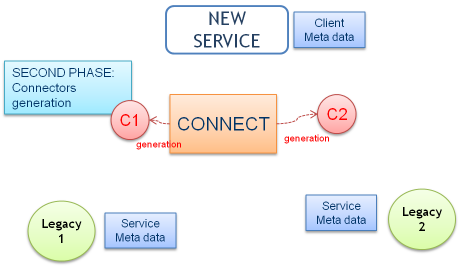 NEW
SERVICE
Client
Meta data
SECOND PHASE:
Connectors
generation
C1
CONNECT
C2
generation
generation
Legacy
1
Service
Meta data
Service
Meta data
Legacy
2